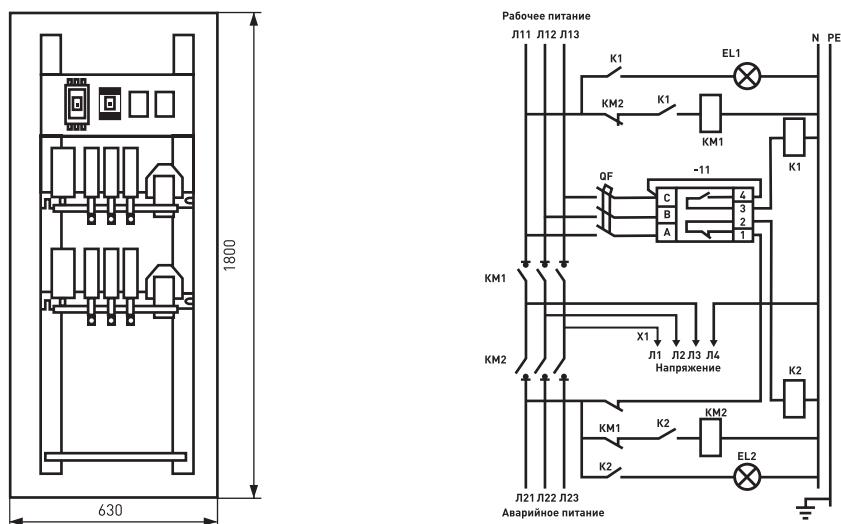 1800
630
Рабочее питание
Л11 Л12 Л13
N PE
K1
EL1
KM2
K1
KM1
K1
-11
QF
C
B
A
4
3
2
1
KM1
X1
Л1 Л2 Л3 Л4
Напряжение
KM2
K2
KM1
K2
KM2
K2
EL2
Л21 Л22 Л23
Аварийное питание